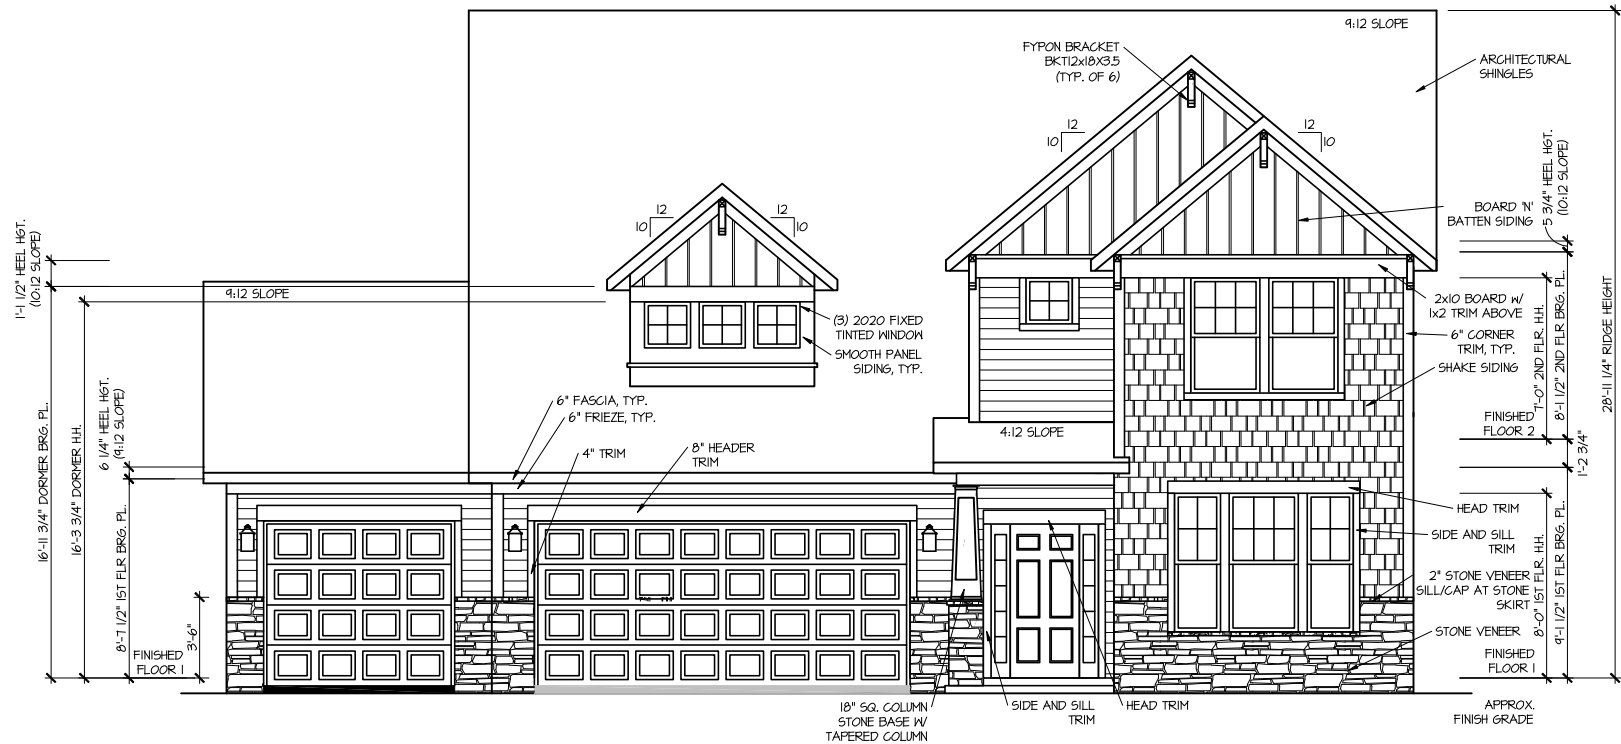 9:12 SLOPE
FYPON BRACKET
BKT12x18X3.5
(TYP. OF 6)
ARCHITECTURAL
SHINGLES
12
10
12
10
12
10
12
10
BOARD 'N'
BATTEN SIDING
5 3/4" HEEL HGT.
(10:12 SLOPE)
1'-1 1/2" HEEL HGT.
(10:12 SLOPE)
9:12 SLOPE
(3) 2020 FIXED
TINTED WINDOW
SMOOTH PANEL
SIDING, TYP.
2x10 BOARD W/
1x2 TRIM ABOVE
6" CORNER
TRIM, TYP.
SHAKE SIDING
7'-0" 2ND FLR. H.H.
8'-1 1/2" 2ND FLR BRG. PL.
28'-11 1/4" RIDGE HEIGHT
FINISHED
FLOOR 2
1'-2 3/4"
16'-11 3/4" DORMER BRG. PL.
16'-3 3/4" DORMER H.H.
6 1/4" HEEL HGT.
(9:12 SLOPE)
6" FASCIA, TYP.
6" FRIEZE, TYP.
4" TRIM
8" HEADER
TRIM
4:12 SLOPE
HEAD TRIM
SIDE AND SILL
TRIM
2" STONE VENEER
SILL/CAP AT STONE
SKIRT
STONE VENEER
8'-7 1/2" 1ST FLR BRG. PL.
3'-6"
FINISHED
FLOOR 1
8'-0" 1ST FLR. H.H.
9'-1 1/2" 1ST FLR BRG. PL.
FINISHED
FLOOR 1
18" SQ. COLUMN
STONE BASE W/
TAPERED COLUMN
SIDE AND SILL
TRIM
HEAD TRIM
APPROX.
FINISH GRADE